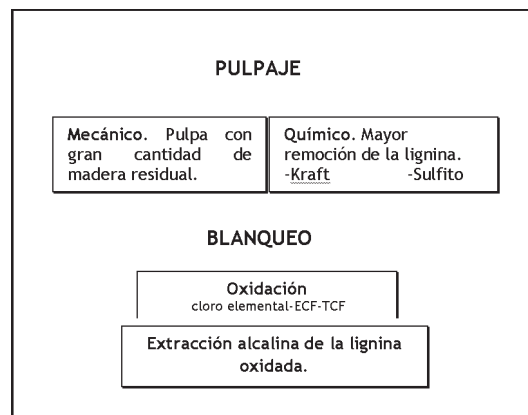 PULPAJE
Mecánico. Pulpa con
gran cantidad de
madera residual.
Químico. Mayor
remoción de la lignina.
-Kraft -Sulfito
BLANQUEO
Oxidación
cloro elemental-ECF-TCF
Extracción alcalina de la lignina
oxidada.